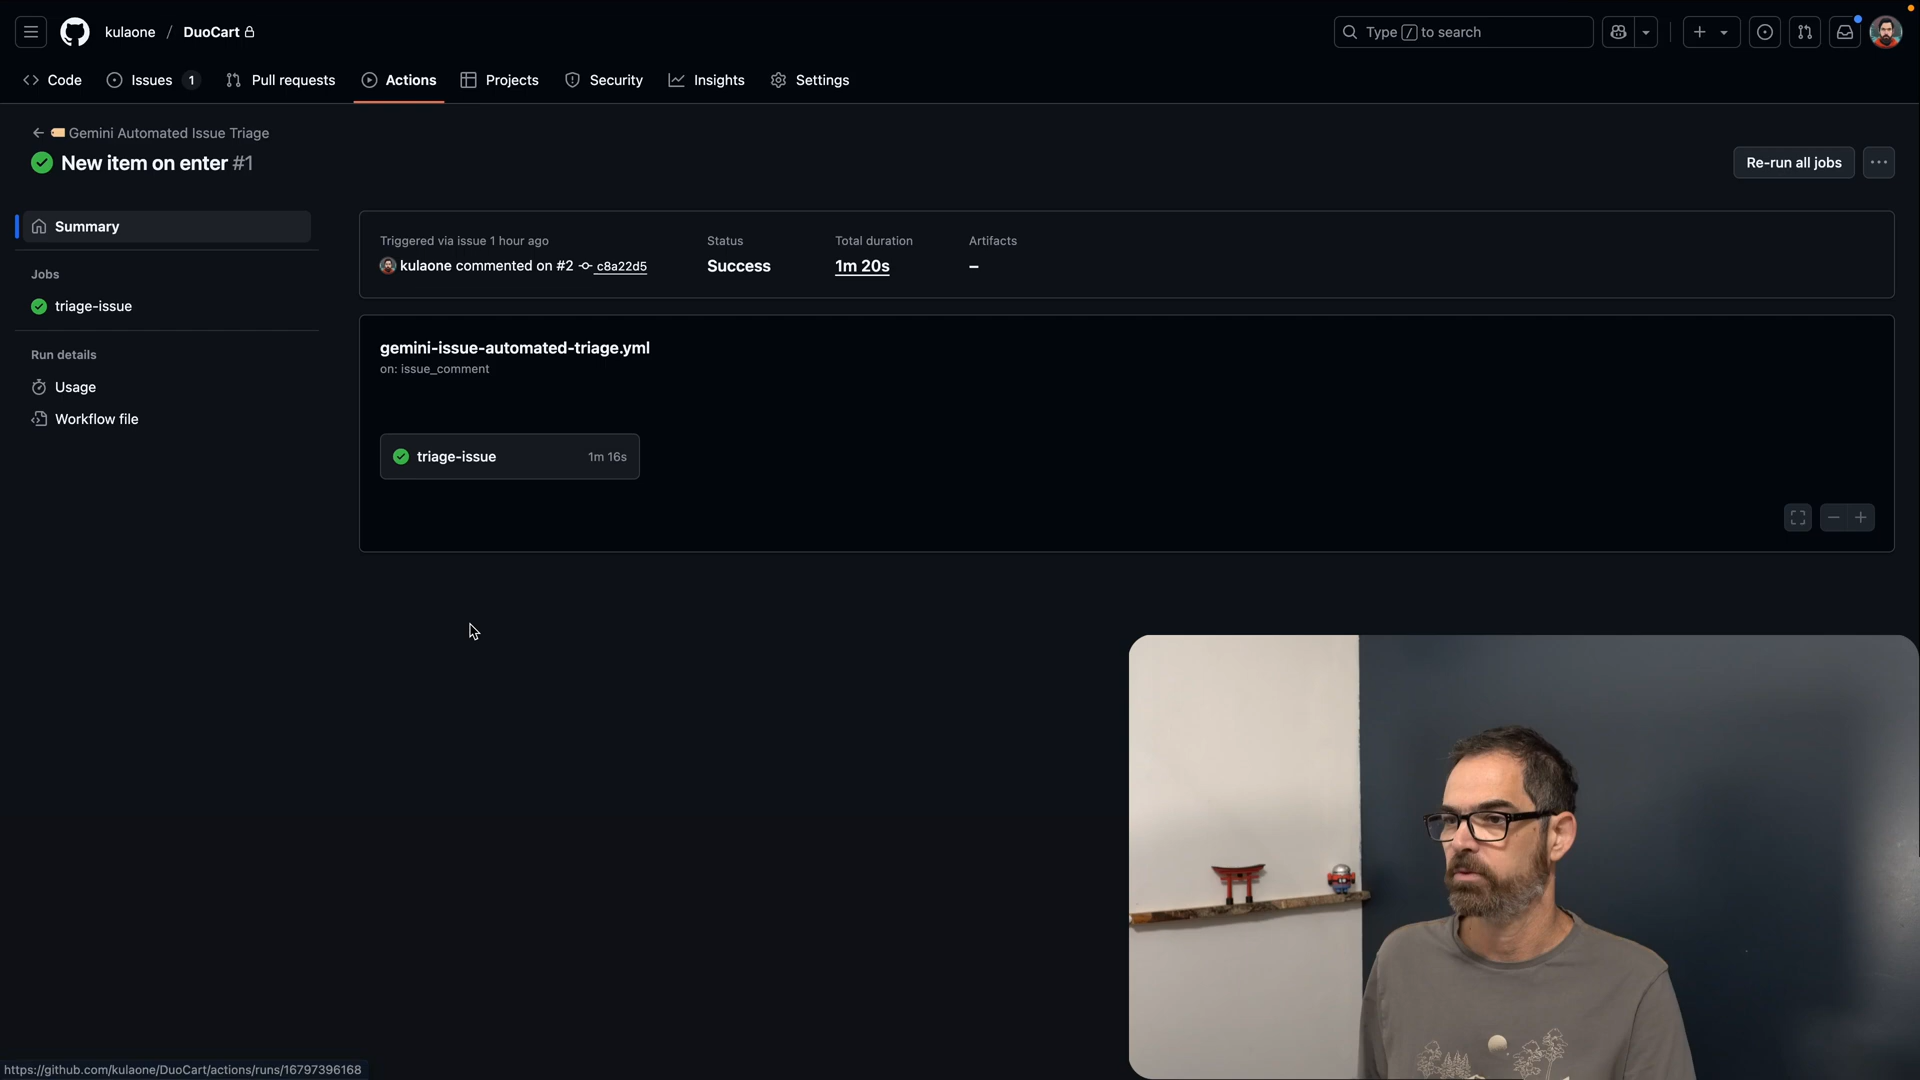 kulaone / DuoCart
Type / to search
Code
Issues 1
Pull requests
Actions
Projects
Security
Insights
Settings
Gemini Automated Issue Triage
New item on enter #1
Re-run all jobs
Summary
Jobs
triage-issue
Run details
Usage
Workflow file
Triggered via issue 1 hour ago
kulaone commented on #2 c8a22d5
Status
Success
Total duration
1m 20s
Artifacts
–
gemini-issue-automated-triage.yml
on: issue_comment
triage-issue 1m 16s
https://github.com/kulaone/DuoCart/actions/runs/16797396168